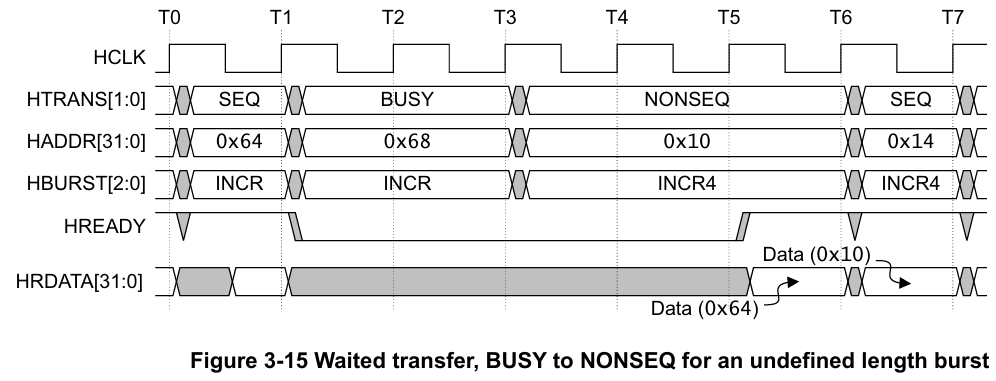 T0 T1 T2 T3 T4 T5 T6 T7
HCLK
HTRANS[1:0] SEQ BUSY NONSEQ SEQ
HADDR[31:0] 0x64 0x68 0x10 0x14
HBURST[2:0] INCR INCR INCR4 INCR4
HREADY
Data (0x10)
HRDATA[31:0]
Data (0x64)
Figure 3-15 Waited transfer, BUSY to NONSEQ for an undefined length burst